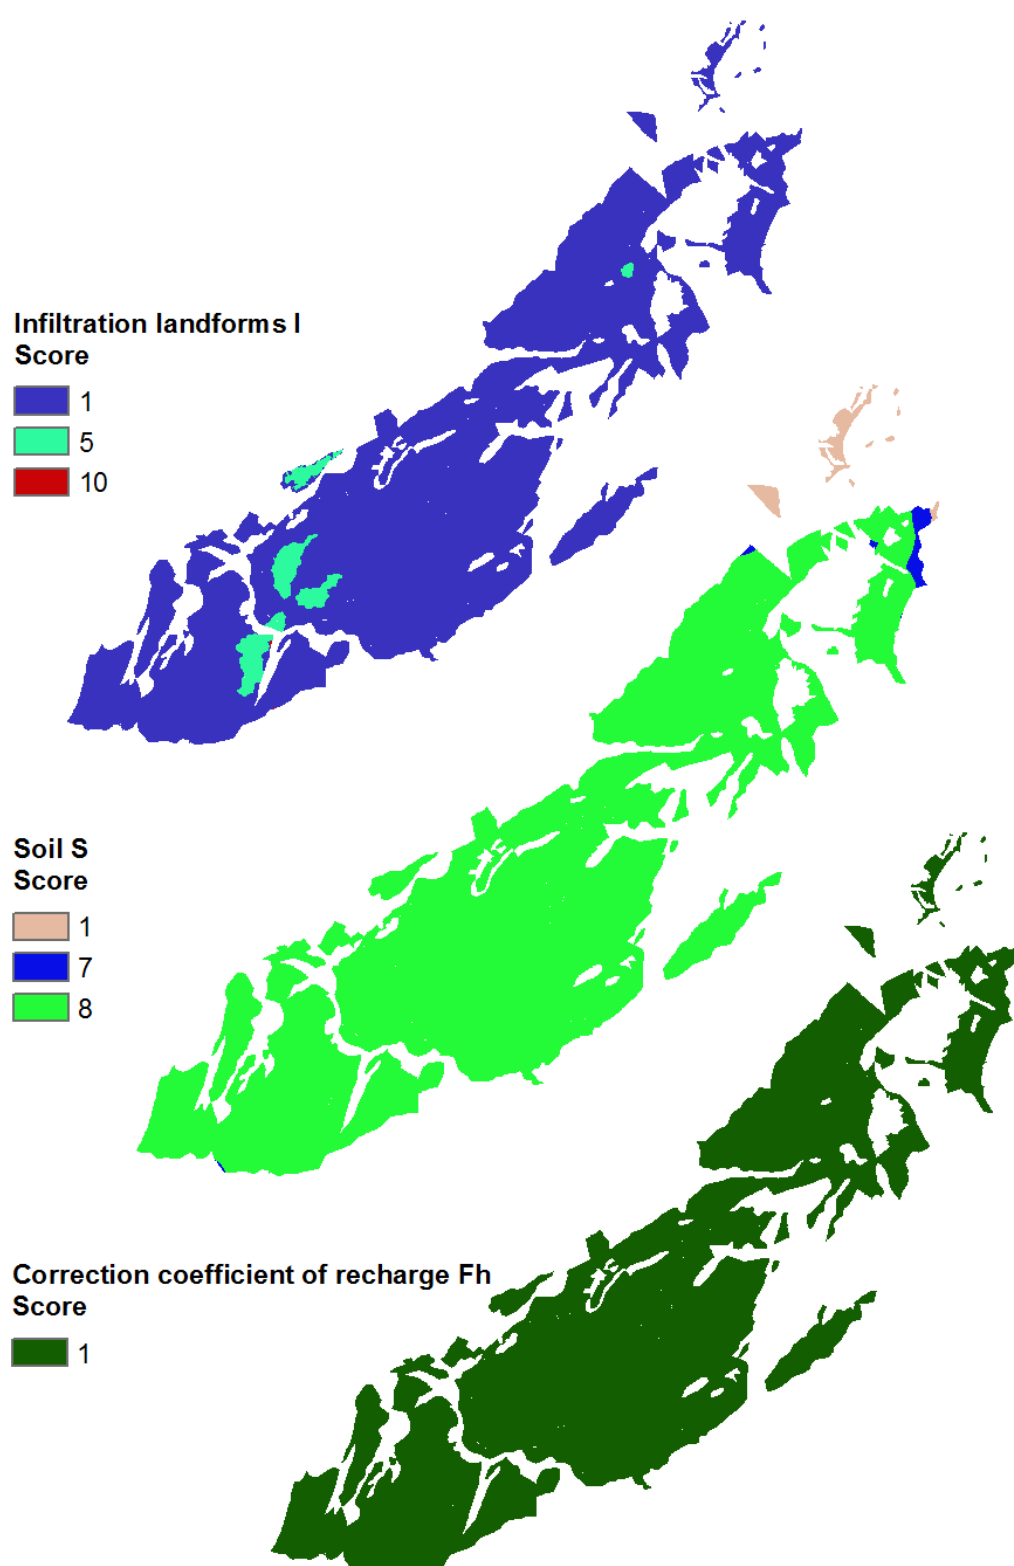 Infiltration landforms I
Score
1
5
10
Soil S
Score
1
7
8
Correction coefficient of recharge Fh
Score
1